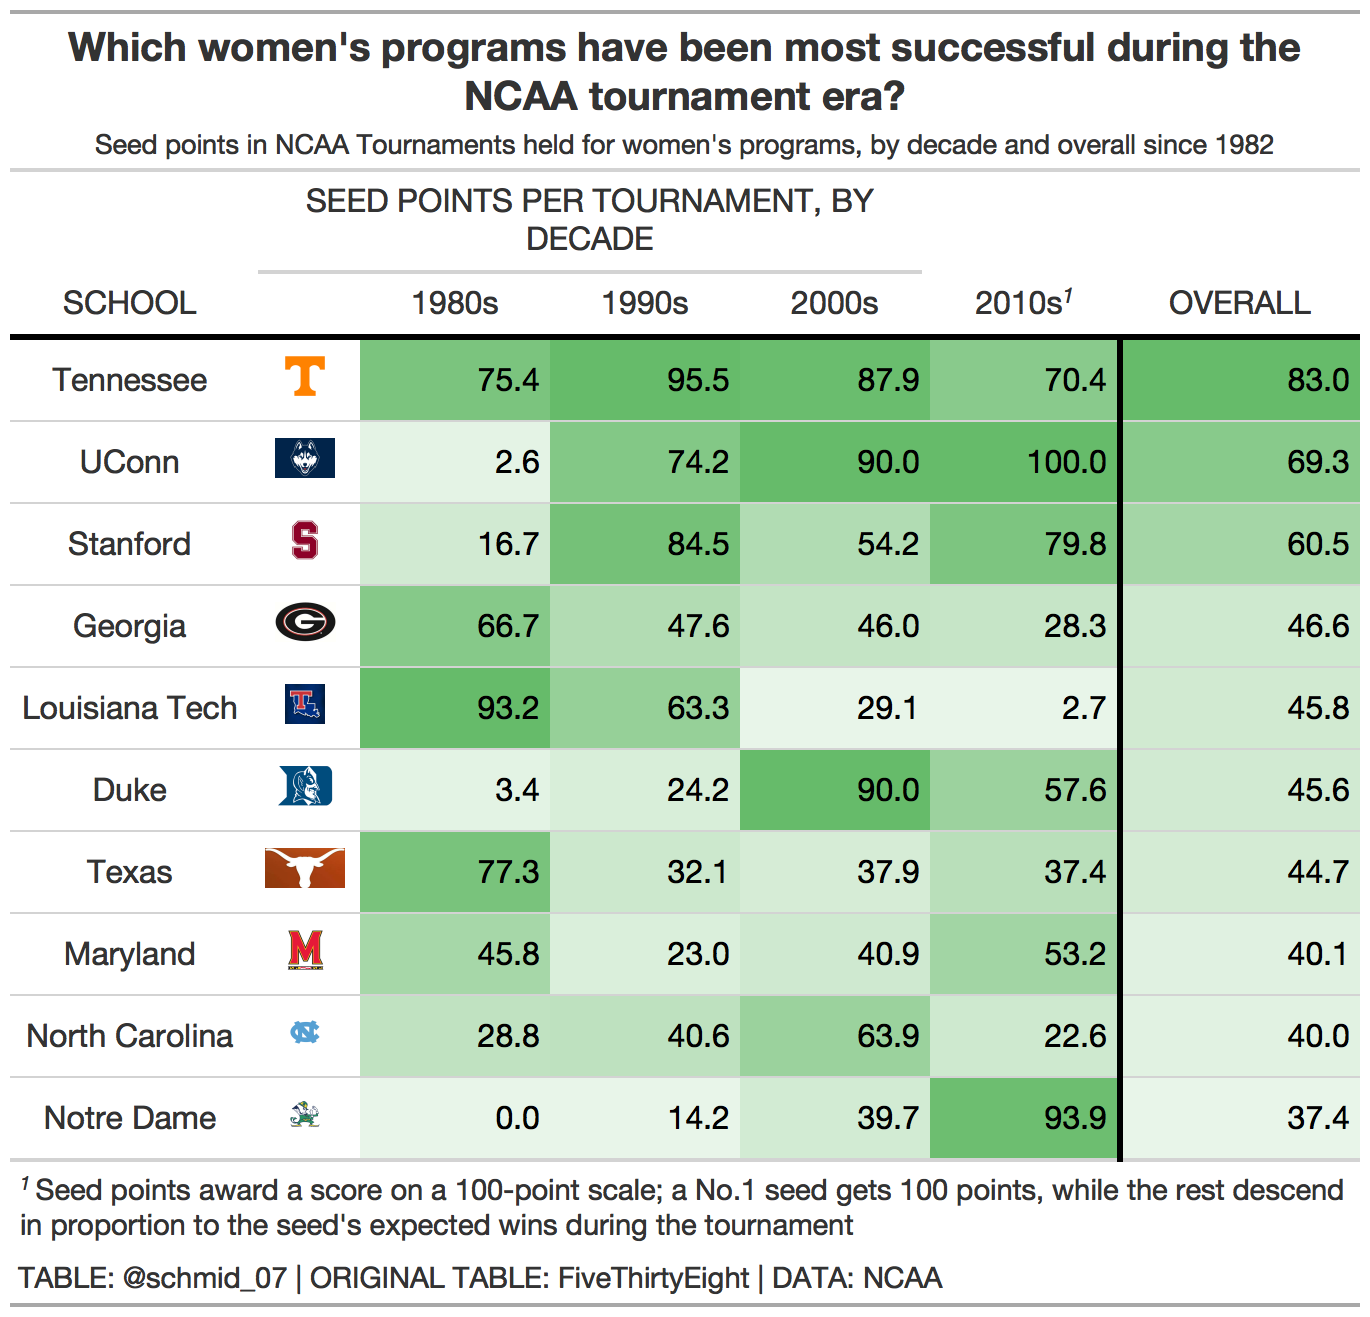 Which women's programs have been most successful during the
NCAA tournament era?
Seed points in NCAA Tournaments held for women's programs, by decade and overall since 1982
SEED POINTS PER TOURNAMENT, BY
DECADE
SCHOOL 1980s 1990s 2000s 2010s¹ OVERALL
Tennessee T 75.4 95.5 87.9 70.4 83.0
UConn 2.6 74.2 90.0 100.0 69.3
Stanford S 16.7 84.5 54.2 79.8 60.5
Georgia G 66.7 47.6 46.0 28.3 46.6
Louisiana Tech T 93.2 63.3 29.1 2.7 45.8
Duke D 3.4 24.2 90.0 57.6 45.6
Texas 77.3 32.1 37.9 37.4 44.7
Maryland M 45.8 23.0 40.9 53.2 40.1
North Carolina NC 28.8 40.6 63.9 22.6 40.0
Notre Dame 0.0 14.2 39.7 93.9 37.4
¹ Seed points award a score on a 100-point scale; a No.1 seed gets 100 points, while the rest descend
in proportion to the seed's expected wins during the tournament
TABLE: @schmid_07 | ORIGINAL TABLE: FiveThirtyEight | DATA: NCAA